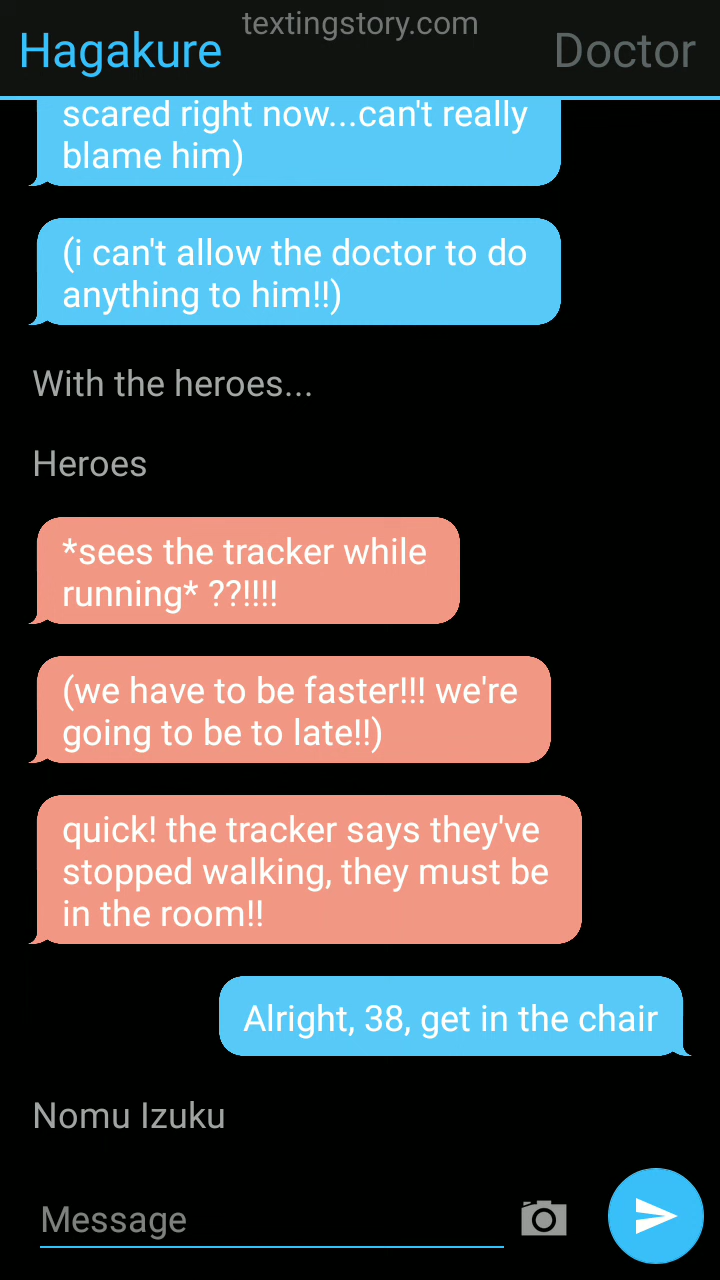 textingstory.com
Hagakure
Doctor
scared right now...can't really
blame him)
(i can't allow the doctor to do
anything to him!!)
With the heroes...
Heroes
*sees the tracker while
running* ??!!!!
(we have to be faster!!! we're
going to be to late!!)
quick! the tracker says they've
stopped walking, they must be
in the room!!
Alright, 38, get in the chair
Nomu Izuku
Message